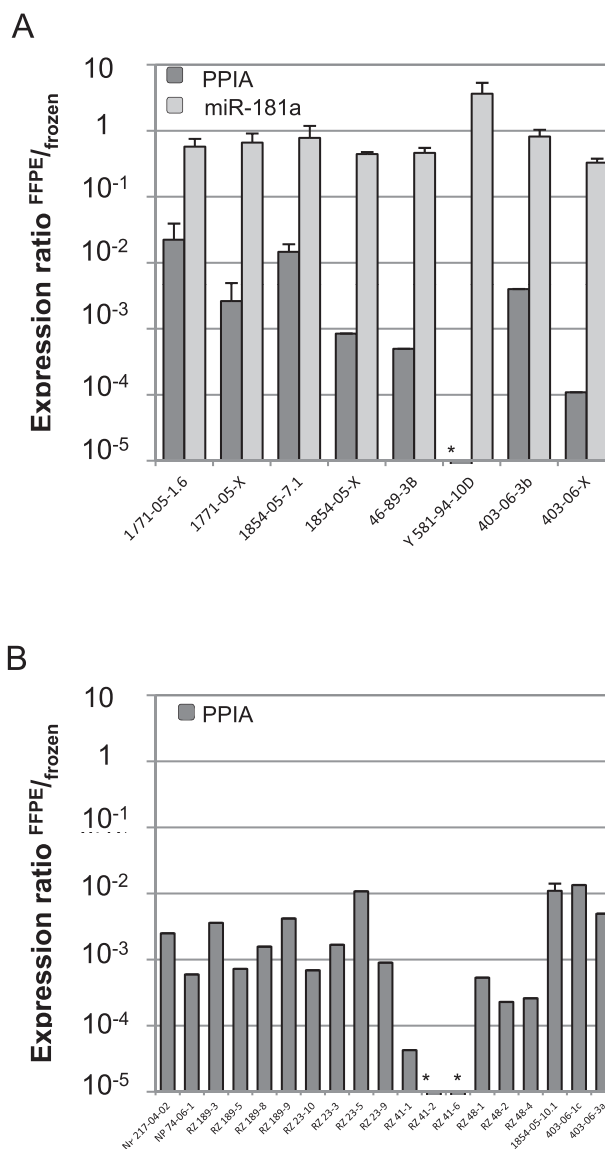 A
10
1
10-1
10-2
10-3
10-4
10-5
Expression ratio FFPE/frozen
PPIA
miR-181a
*
1771-05-1.6
1771-05-X
1854-05-7.1
1854-05-X
46-89-3B
Y 581-94-10D
403-06-3b
403-06-X
B
10
1
10-1
10-2
10-3
10-4
10-5
Expression ratio FFPE/frozen
PPIA
* *
Nr 217-04-02
NP 74-06-1
RZ 189-3
RZ 189-5
RZ 189-8
RZ 189-9
RZ 23-10
RZ 23-3
RZ 23-5
RZ 23-9
RZ 41-1
RZ 41-2
RZ 41-6
RZ 48-1
RZ 48-2
RZ 48-4
1854-05-10.1
403-06-1c
403-06-3a